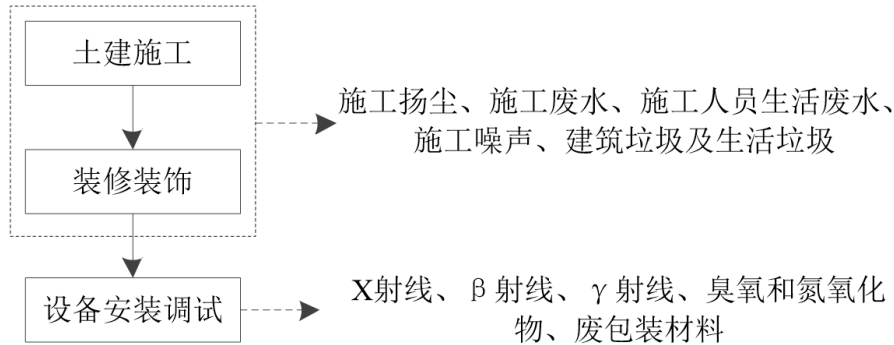 土建施工
施工扬尘、施工废水、施工人员生活废水、
施工噪声、建筑垃圾及生活垃圾
装修装饰
设备安装调试
X射线、β射线、γ射线、臭氧和氮氧化
物、废包装材料